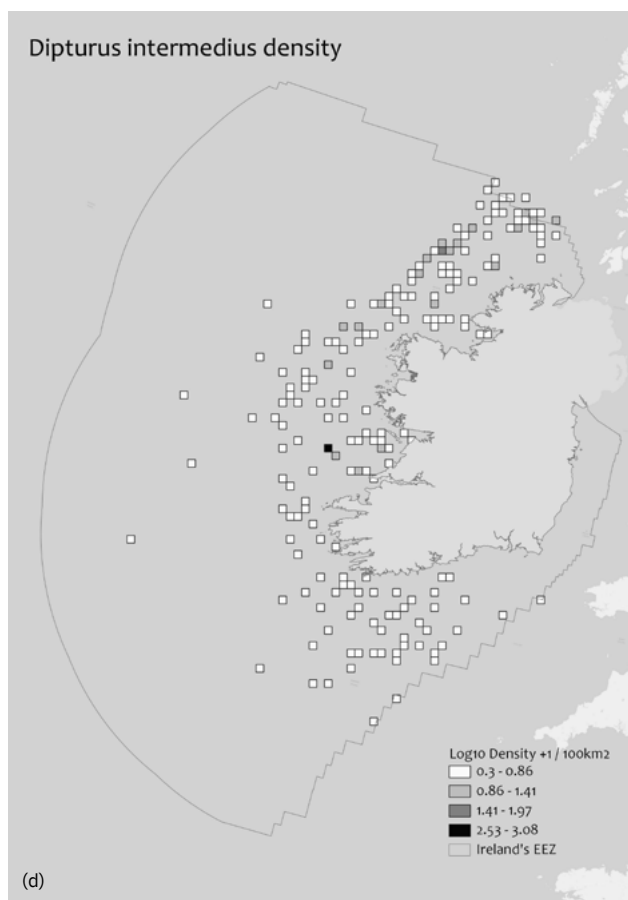 Dipturus intermedius density
Log10 Density +1 / 100km2
0.3 - 0.86
0.86 - 1.41
1.41 - 1.97
2.53 - 3.08
Ireland's EEZ
(d)